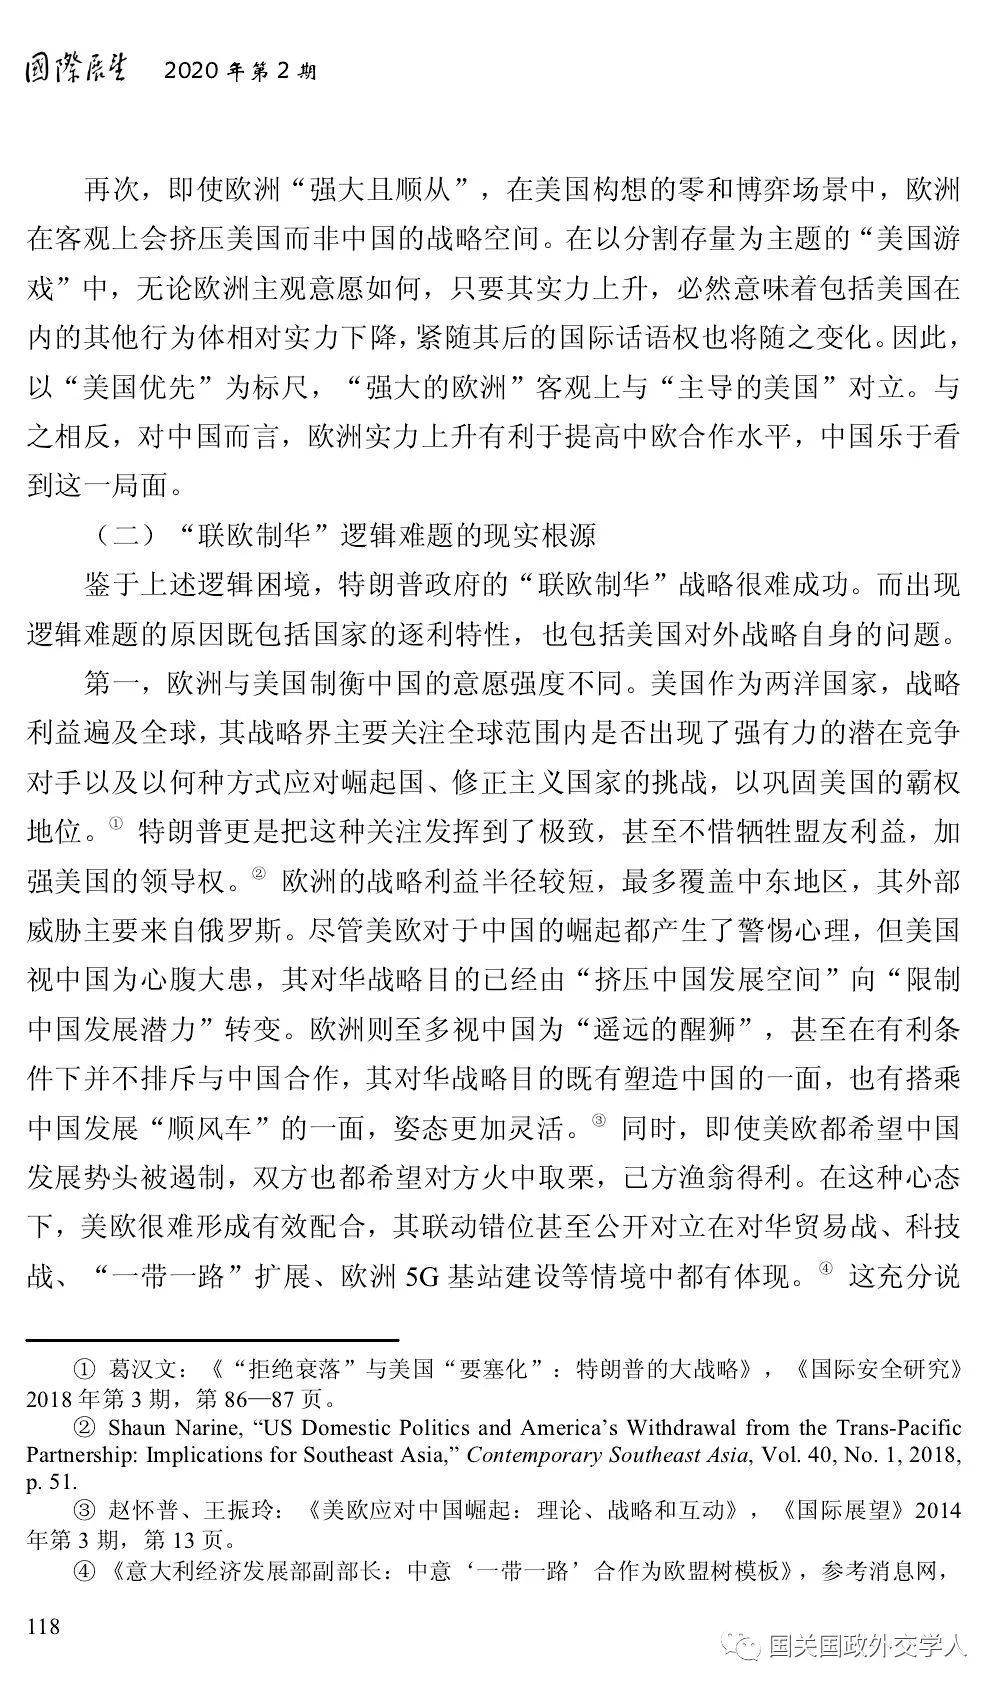 國際展望 2020 年第 2 期
再次，即使欧洲“强大且顺从”，在美国构想的零和博弈场景中，欧洲
在客观上会挤压美国而非中国的战略空间。在以分割存量为主题的“美国游
戏”中，无论欧洲主观意愿如何，只要其实力上升，必然意味着包括美国在
内的其他行为体相对实力下降，紧随其后的国际话语权也将随之变化。因此，
以“美国优先”为标尺，“强大的欧洲”客观上与“主导的美国”对立。与
之相反，对中国而言，欧洲实力上升有利于提高中欧合作水平，中国乐于看
到这一局面。
（二）“联欧制华”逻辑难题的现实根源
鉴于上述逻辑困境，特朗普政府的“联欧制华”战略很难成功。而出现
逻辑难题的原因既包括国家的逐利特性，也包括美国对外战略自身的问题。
第一，欧洲与美国制衡中国的意愿强度不同。美国作为两洋国家，战略
利益遍及全球，其战略界主要关注全球范围内是否出现了强有力的潜在竞争
对手以及以何种方式应对崛起国、修正主义国家的挑战，以巩固美国的霸权
地位。① 特朗普更是把这种关注发挥到了极致，甚至不惜牺牲盟友利益，加
强美国的领导权。② 欧洲的战略利益半径较短，最多覆盖中东地区，其外部
威胁主要来自俄罗斯。尽管美欧对于中国的崛起都产生了警惕心理，但美国
视中国为心腹大患，其对华战略目的已经由“挤压中国发展空间”向“限制
中国发展潜力”转变。欧洲则至多视中国为“遥远的醒狮”，甚至在有利条
件下并不排斥与中国合作，其对华战略目的既有塑造中国的一面，也有搭乘
中国发展“顺风车”的一面，姿态更加灵活。③ 同时，即使美欧都希望中国
发展势头被遏制，双方也都希望对方火中取栗，己方渔翁得利。在这种心态
下，美欧很难形成有效配合，其联动错位甚至公开对立在对华贸易战、科技
战、“一带一路”扩展、欧洲 5G 基站建设等情境中都有体现。④ 这充分说
① 葛汉文：《“拒绝衰落”与美国“要塞化”：特朗普的大战略》，《国际安全研究》
2018 年第 3 期，第 86—87 页。
② Shaun Narine, “US Domestic Politics and America’s Withdrawal from the Trans-Pacific
Partnership: Implications for Southeast Asia,” Contemporary Southeast Asia, Vol. 40, No. 1, 2018,
p. 51.
③ 赵怀普、王振玲：《美欧应对中国崛起：理论、战略和互动》，《国际展望》2014
年第 3 期，第 13 页。
④《意大利经济发展部副部长：中意‘一带一路’合作为欧盟树模板》，参考消息网，
118
国关国政外交学人